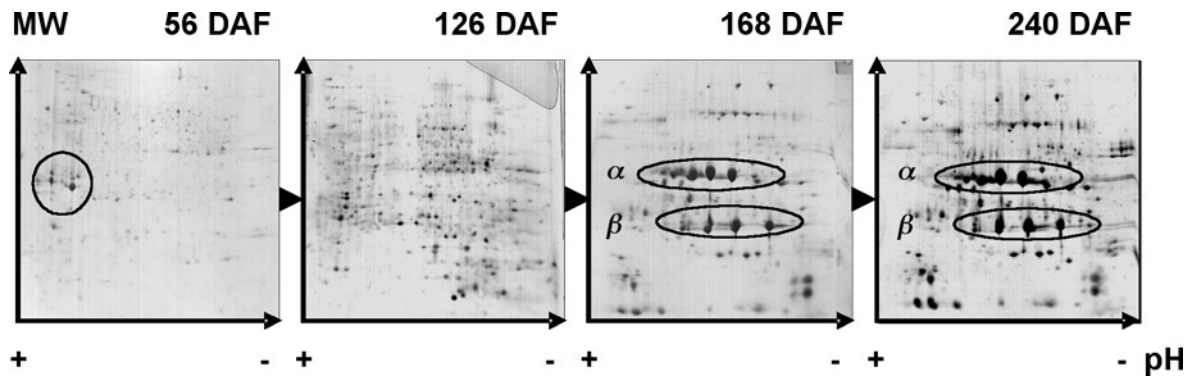 MW 56 DAF 126 DAF 168 DAF 240 DAF
α α
β β
+ - + - + - + - pH